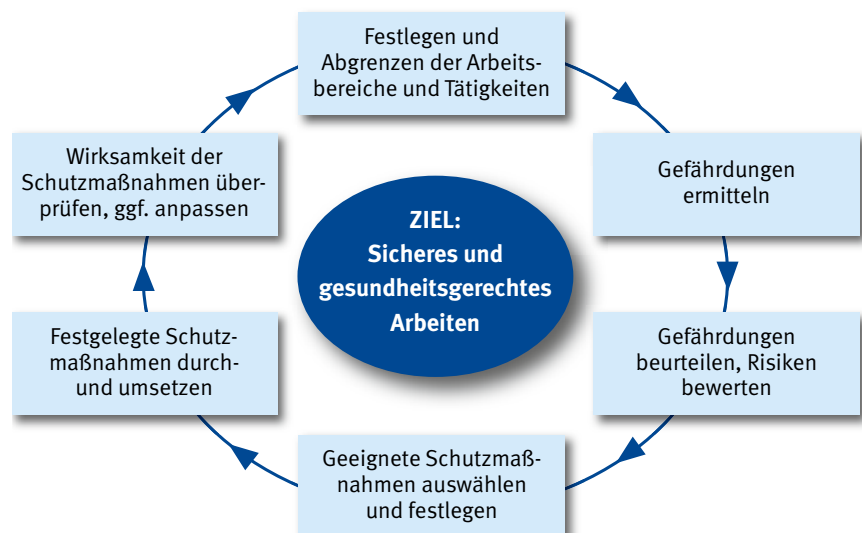 Festlegen und
Abgrenzen der Arbeits-
bereiche und Tätigkeiten
Gefährdungen
ermitteln
Gefährdungen
beurteilen, Risiken
bewerten
Geeignete Schutzmaß-
nahmen auswählen
und festlegen
Festgelegte Schutz-
maßnahmen durch-
und umsetzen
Wirksamkeit der
Schutzmaßnahmen über-
prüfen, ggf. anpassen
ZIEL:
Sicheres und
gesundheitsgerechtes
Arbeiten